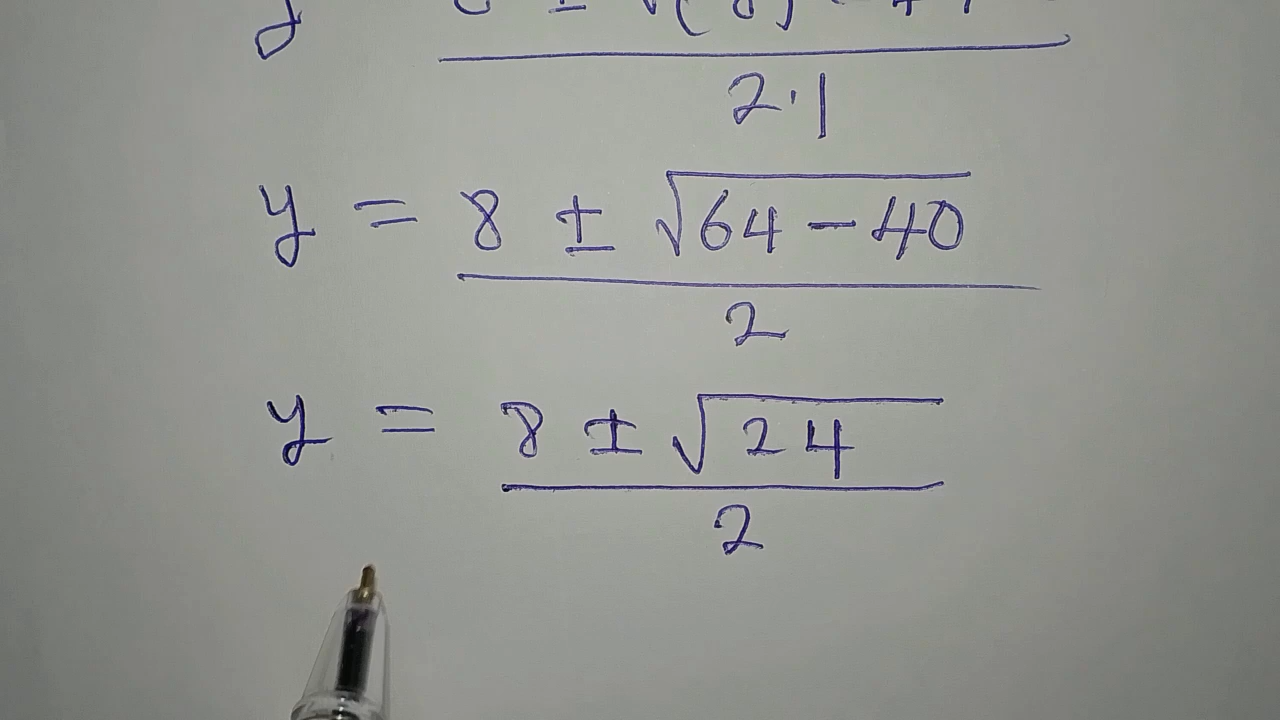 2·1
y = 8 ± √64 - 40
2
y = 8 ± √24
2